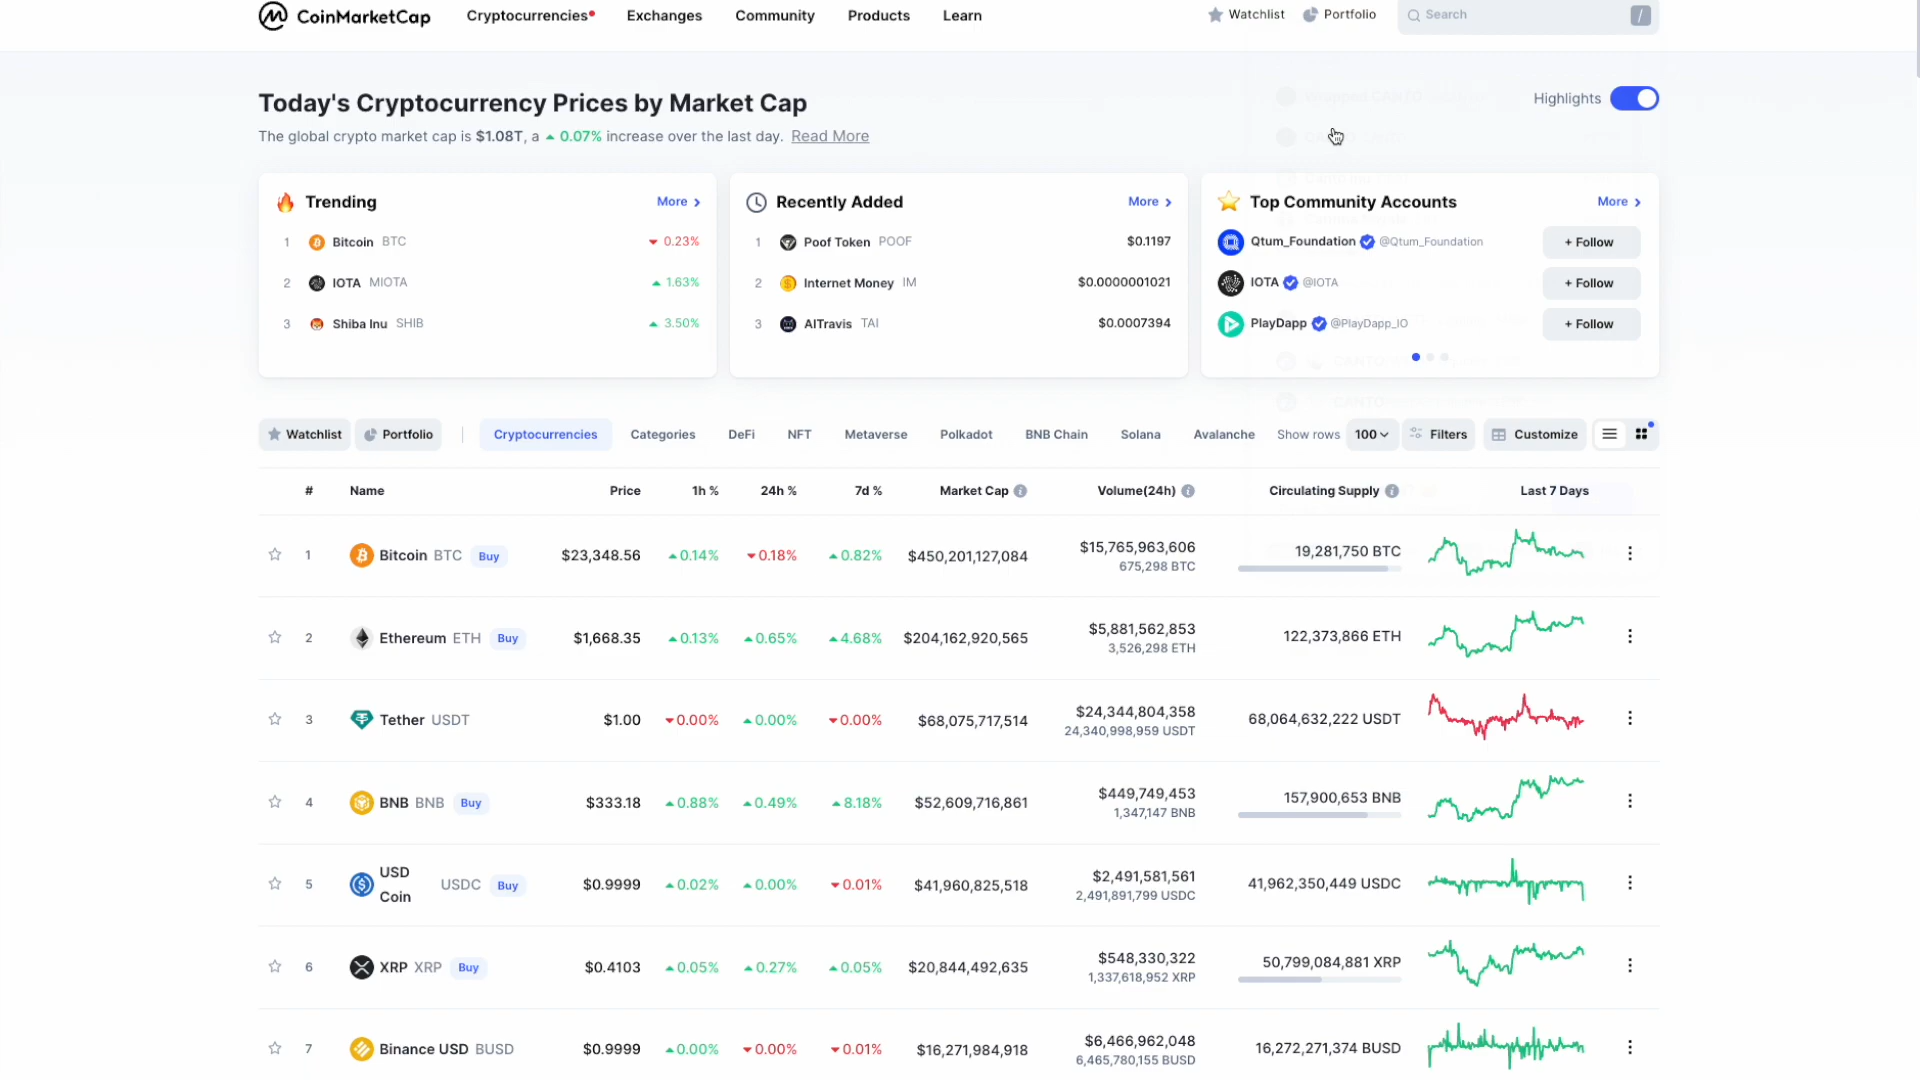 CoinMarketCap Cryptocurrencies Exchanges Community Products Learn Watchlist Portfolio Search /
Today's Cryptocurrency Prices by Market Cap
Highlights
The global crypto market cap is $1.08T, a 0.07% increase over the last day. Read More
Trending More
1 Bitcoin BTC 0.23%
2 IOTA MIOTA 1.63%
3 Shiba Inu SHIB 3.50%
Recently Added More
1 Poof Token POOF $0.1197
2 Internet Money IM $0.0000001021
3 AITravis TAI $0.0007394
Top Community Accounts More
Qtum_Foundation @Qtum_Foundation + Follow
IOTA @IOTA + Follow
PlayDapp @PlayDapp_IO + Follow
Watchlist Portfolio Cryptocurrencies Categories DeFi NFT Metaverse Polkadot BNB Chain Solana Avalanche Show rows 100 Filters Customize
# Name Price 1h % 24h % 7d % Market Cap Volume(24h) Circulating Supply Last 7 Days
1 Bitcoin BTC Buy $23,348.56 0.14% 0.18% 0.82% $450,201,127,084 $15,765,963,606 19,281,750 BTC
675,298 BTC
2 Ethereum ETH Buy $1,668.35 0.13% 0.65% 4.68% $204,162,920,565 $5,881,562,853 122,373,866 ETH
3,526,298 ETH
3 Tether USDT $1.00 0.00% 0.00% 0.00% $68,075,717,514 $24,344,804,358 68,064,632,222 USDT
24,340,998,959 USDT
4 BNB BNB Buy $333.18 0.88% 0.49% 8.18% $52,609,716,861 $449,749,453 157,900,653 BNB
1,347,147 BNB
5 USD Coin USDC Buy $0.9999 0.02% 0.00% 0.01% $41,960,825,518 $2,491,581,561 41,962,350,449 USDC
2,491,891,799 USDC
6 XRP XRP Buy $0.4103 0.05% 0.27% 0.05% $20,844,492,635 $548,330,322 50,799,084,881 XRP
1,337,618,952 XRP
7 Binance USD BUSD $0.9999 0.00% 0.00% 0.01% $16,271,984,918 $6,466,962,048 16,272,271,374 BUSD
6,465,780,155 BUSD